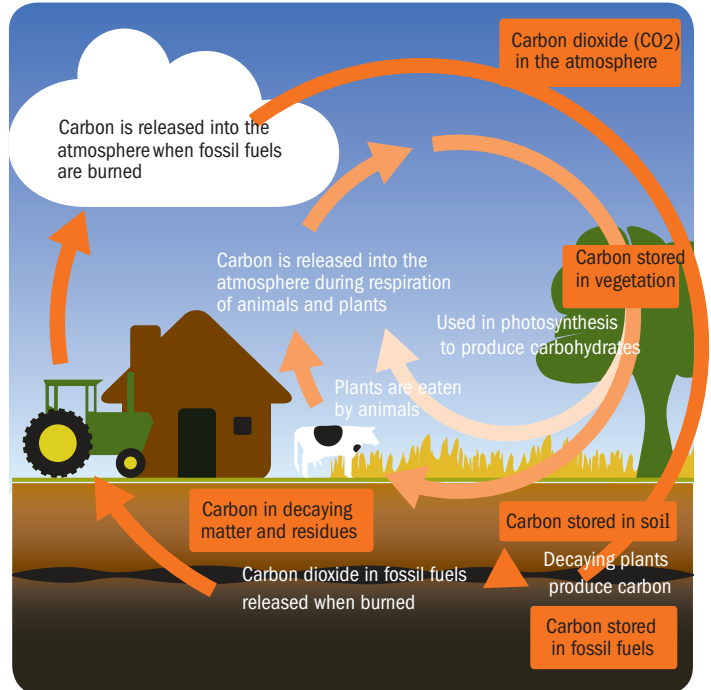 Carbon dioxide (CO2)
in the atmosphere
Carbon is released into the
atmosphere when fossil fuels
are burned
Carbon is released into the
atmosphere during respiration
of animals and plants
Carbon stored
in vegetation
Used in photosynthesis
to produce carbohydrates
Plants are eaten
by animals
Carbon in decaying
matter and residues
Carbon stored in soil
Decaying plants
produce carbon
Carbon dioxide in fossil fuels
released when burned
Carbon stored
in fossil fuels